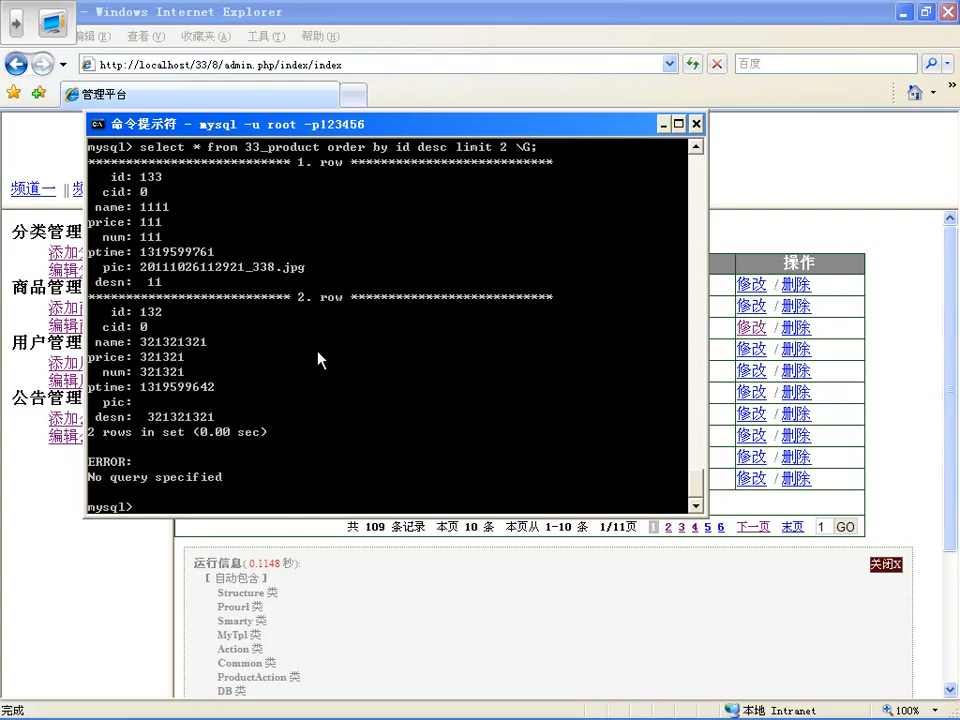 - Windows Internet Explorer
编辑(E) 查看(V) 收藏夹(A) 工具(T) 帮助(H)
http://localhost/33/8/admin.php/index/index
百度
管理平台
命令提示符 - mysql -u root -p123456
mysql> select * from 33_product order by id desc limit 2 \G;
*************************** 1. row ***************************
id: 133
cid: 0
name: 1111
price: 111
num: 111
ptime: 1319599761
pic: 20111026112921_338.jpg
desn: 11
*************************** 2. row ***************************
id: 132
cid: 0
name: 321321321
price: 321321
num: 321321
ptime: 1319599642
pic:
desn: 321321321
2 rows in set (0.00 sec)
ERROR:
No query specified
mysql>
频道一 ||
分类管理
添加
编辑
商品管理
添加
编辑
用户管理
添加
编辑
公告管理
添加
编辑
操作
修改 / 删除
修改 / 删除
修改 / 删除
修改 / 删除
修改 / 删除
修改 / 删除
修改 / 删除
修改 / 删除
修改 / 删除
修改 / 删除
共 109 条记录 本页 10 条 本页从 1-10 条 1/11页 1 2 3 4 5 6 下一页 末页 1 GO
运行信息( 0.1148 秒): 关闭X
[ 自动包含 ]
Structure 类
Prourl 类
Smarty 类
MyTpl 类
Action 类
Common 类
ProductAction 类
DB 类
完成 本地 Intranet 100%